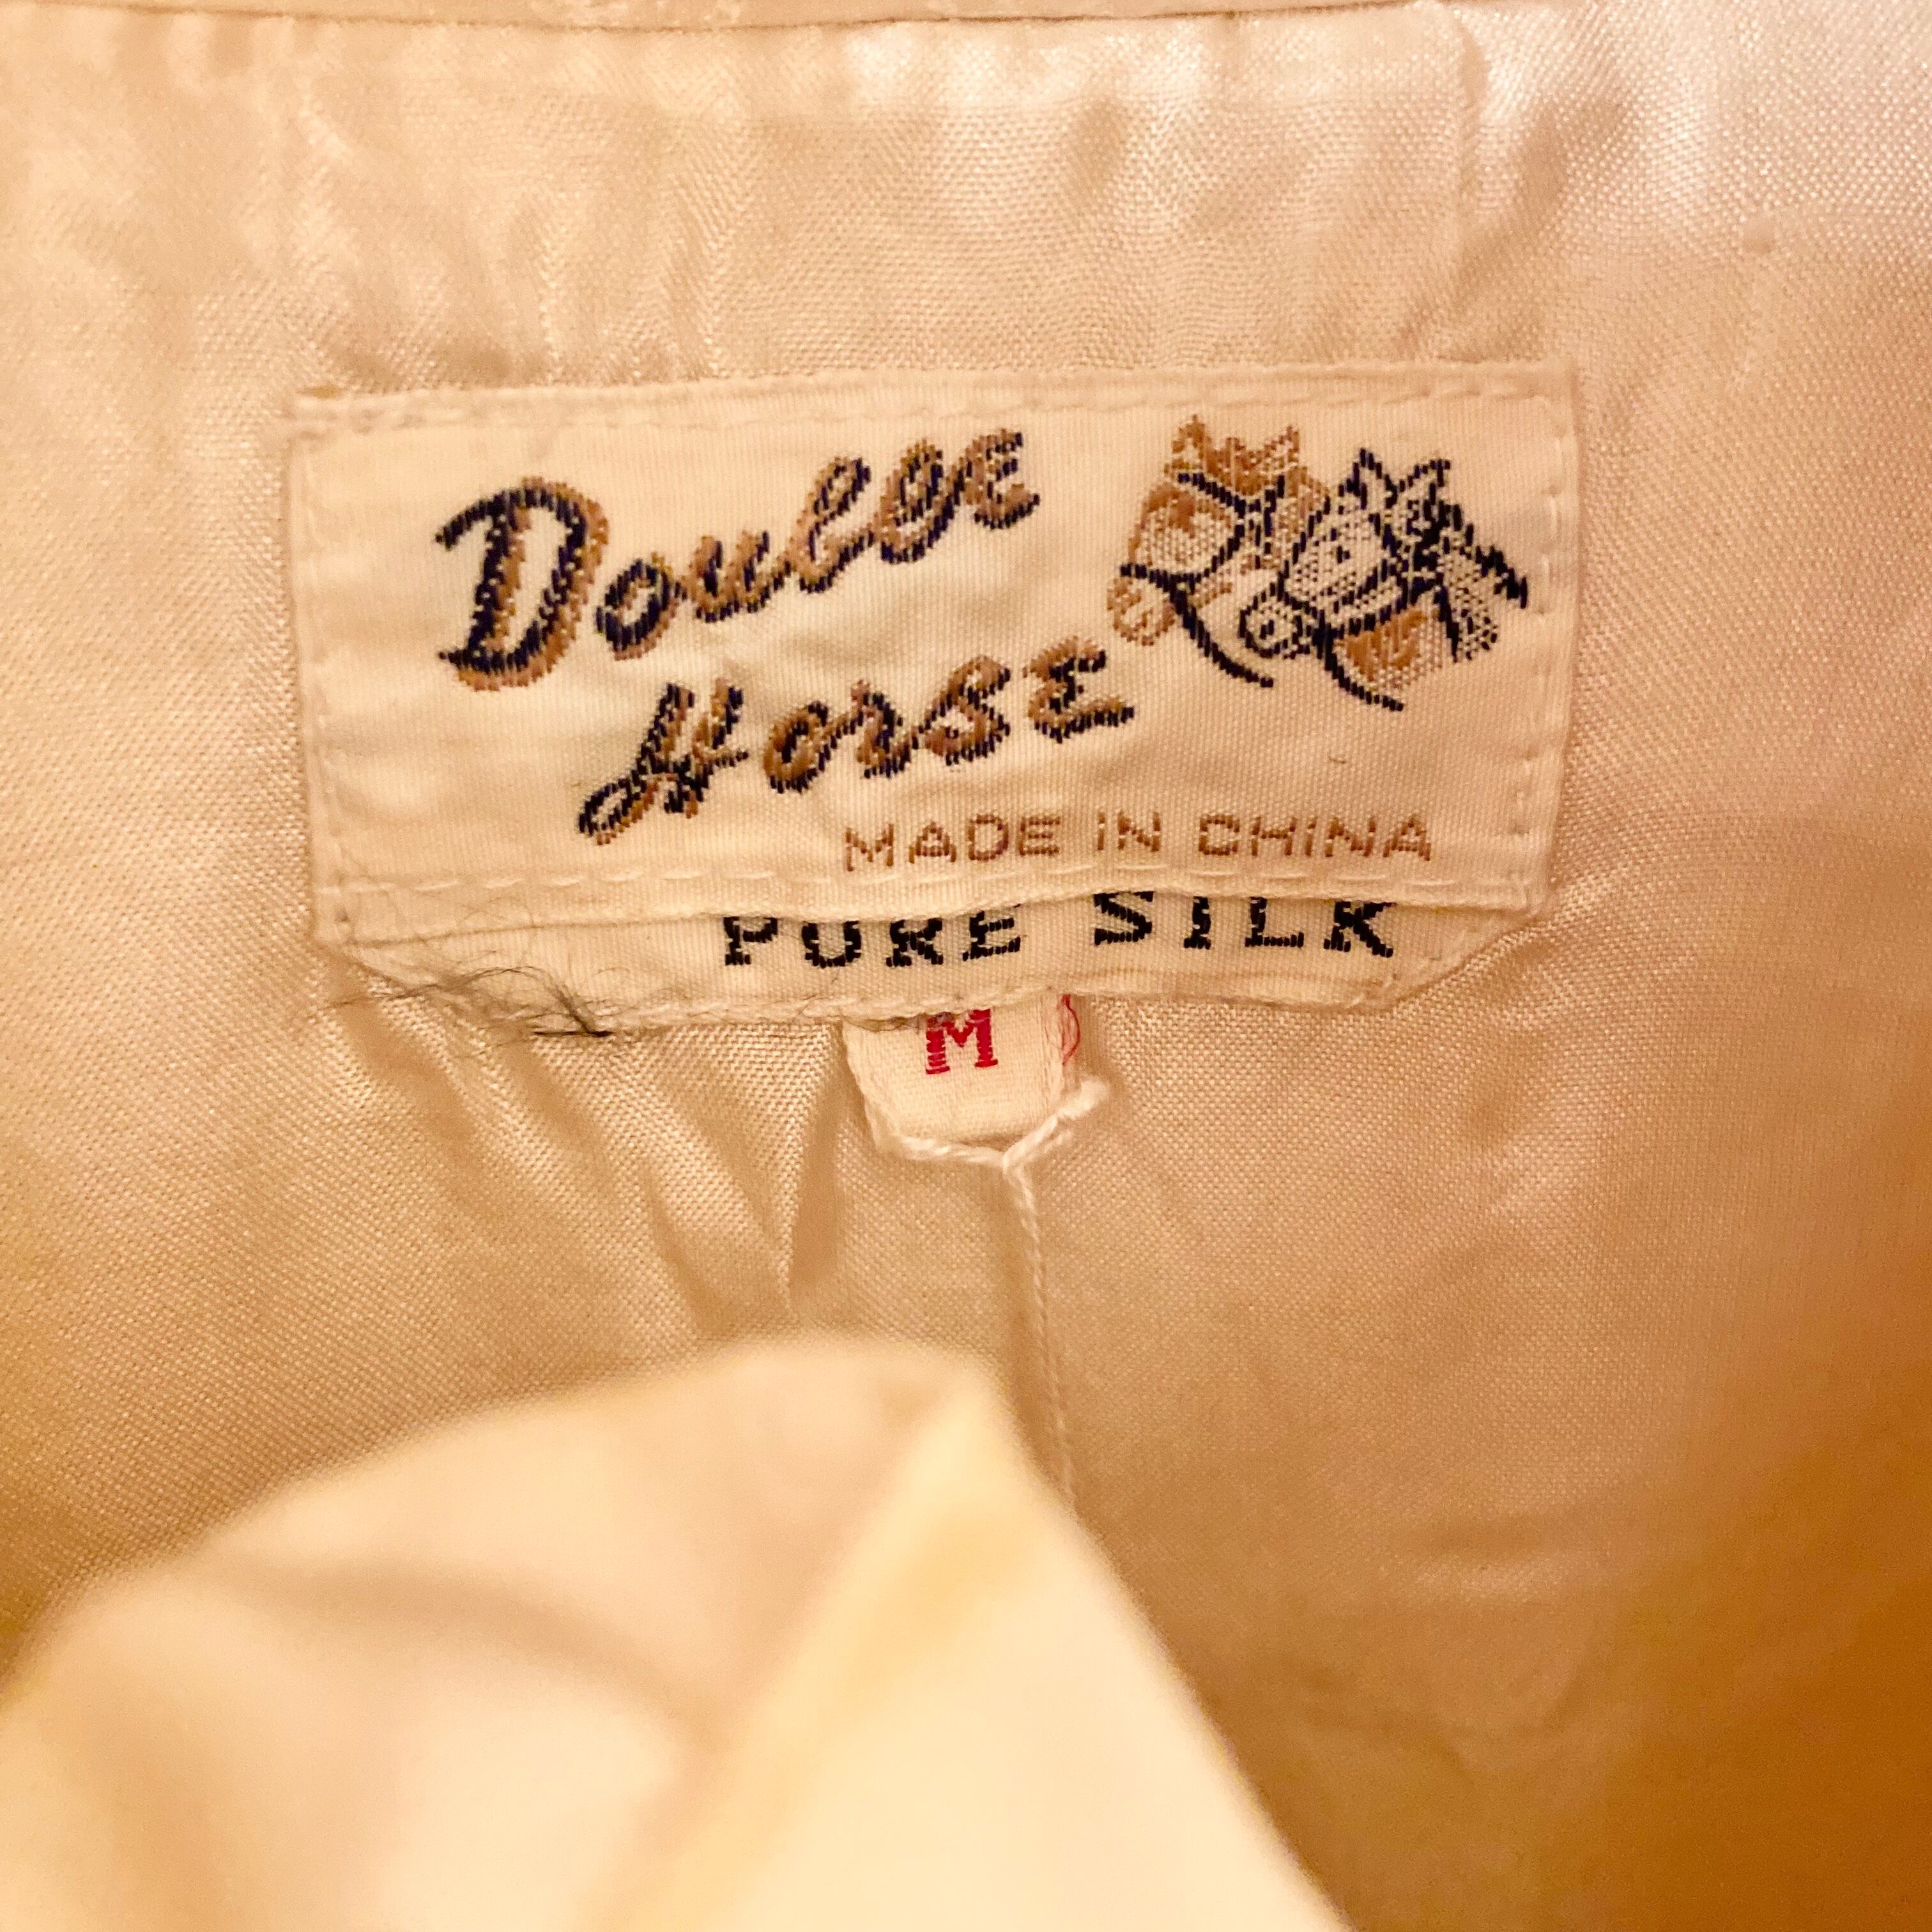 Double
Horse
MADE IN CHINA
PURE SILK
M